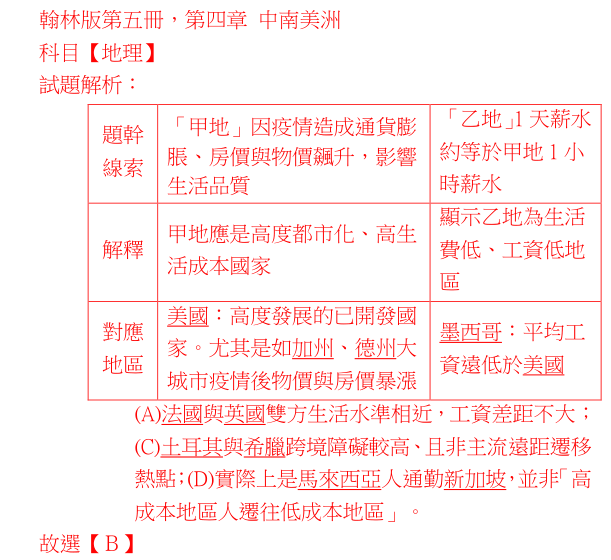 翰林版第五冊，第四章 中南美洲
科目【地理】
試題解析：
題幹
線索
「甲地」因疫情造成通貨膨
脹、房價與物價飆升，影響
生活品質
「乙地」1 天薪水
約等於甲地 1 小
時薪水
解釋
甲地應是高度都市化、高生
活成本國家
顯示乙地為生活
費低、工資低地
區
對應
地區
美國：高度發展的已開發國
家。尤其是如加州、德州大
城市疫情後物價與房價暴漲
墨西哥：平均工
資遠低於美國
(A)法國與英國雙方生活水準相近，工資差距不大；
(C)土耳其與希臘跨境障礙較高、且非主流遠距遷移
熱點；(D)實際上是馬來西亞人通勤新加坡，並非「高
成本地區人遷往低成本地區」。
故選【Ｂ】